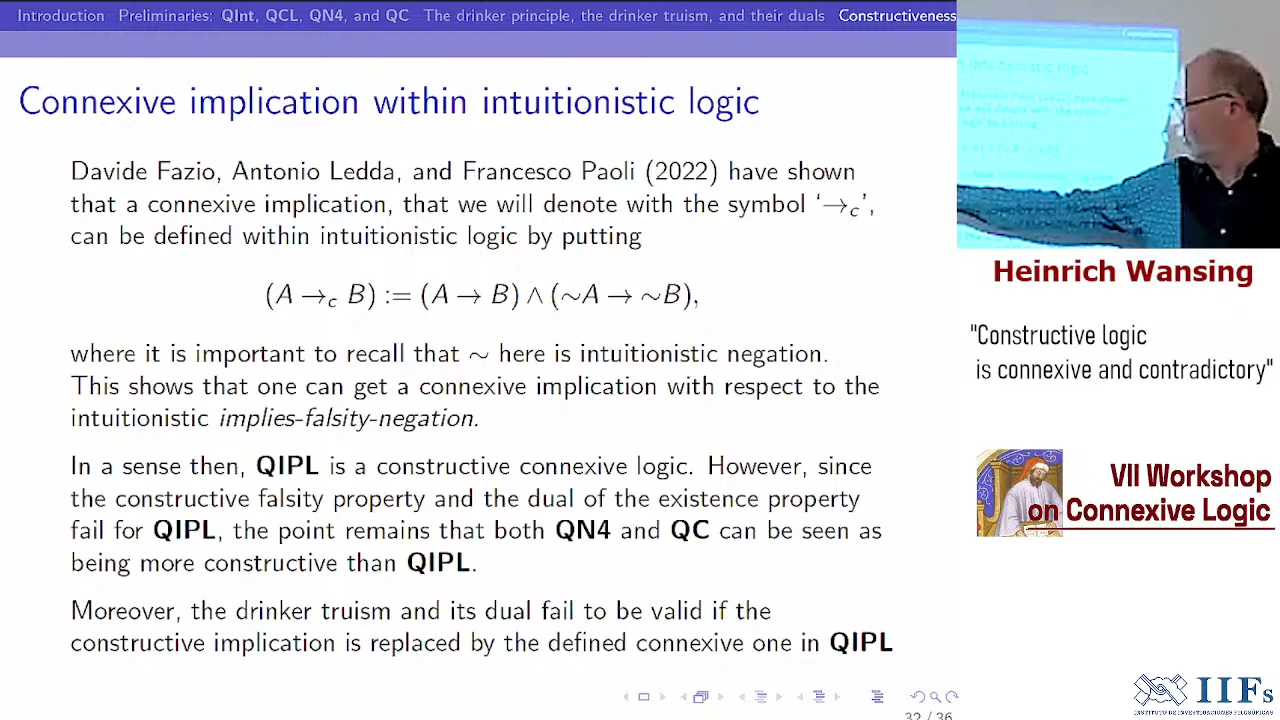 Introduction Preliminaries: QInt, QCL, QN4, and QC The drinker principle, the drinker truism, and their duals Constructiveness
Connexive implication within intuitionistic logic
Davide Fazio, Antonio Ledda, and Francesco Paoli (2022) have shown
that a connexive implication, that we will denote with the symbol ‘→c’,
can be defined within intuitionistic logic by putting
(A →c B) := (A → B) ∧ (∼A → ∼B),
where it is important to recall that ∼ here is intuitionistic negation.
This shows that one can get a connexive implication with respect to the
intuitionistic implies-falsity-negation.
In a sense then, QIPL is a constructive connexive logic. However, since
the constructive falsity property and the dual of the existence property
fail for QIPL, the point remains that both QN4 and QC can be seen as
being more constructive than QIPL.
Moreover, the drinker truism and its dual fail to be valid if the
constructive implication is replaced by the defined connexive one in QIPL
32 / 36
Heinrich Wansing
"Constructive logic
is connexive and contradictory"
VII Workshop
on Connexive Logic
IIFs
INSTITUTO DE INVESTIGACIONES FILOSÓFICAS